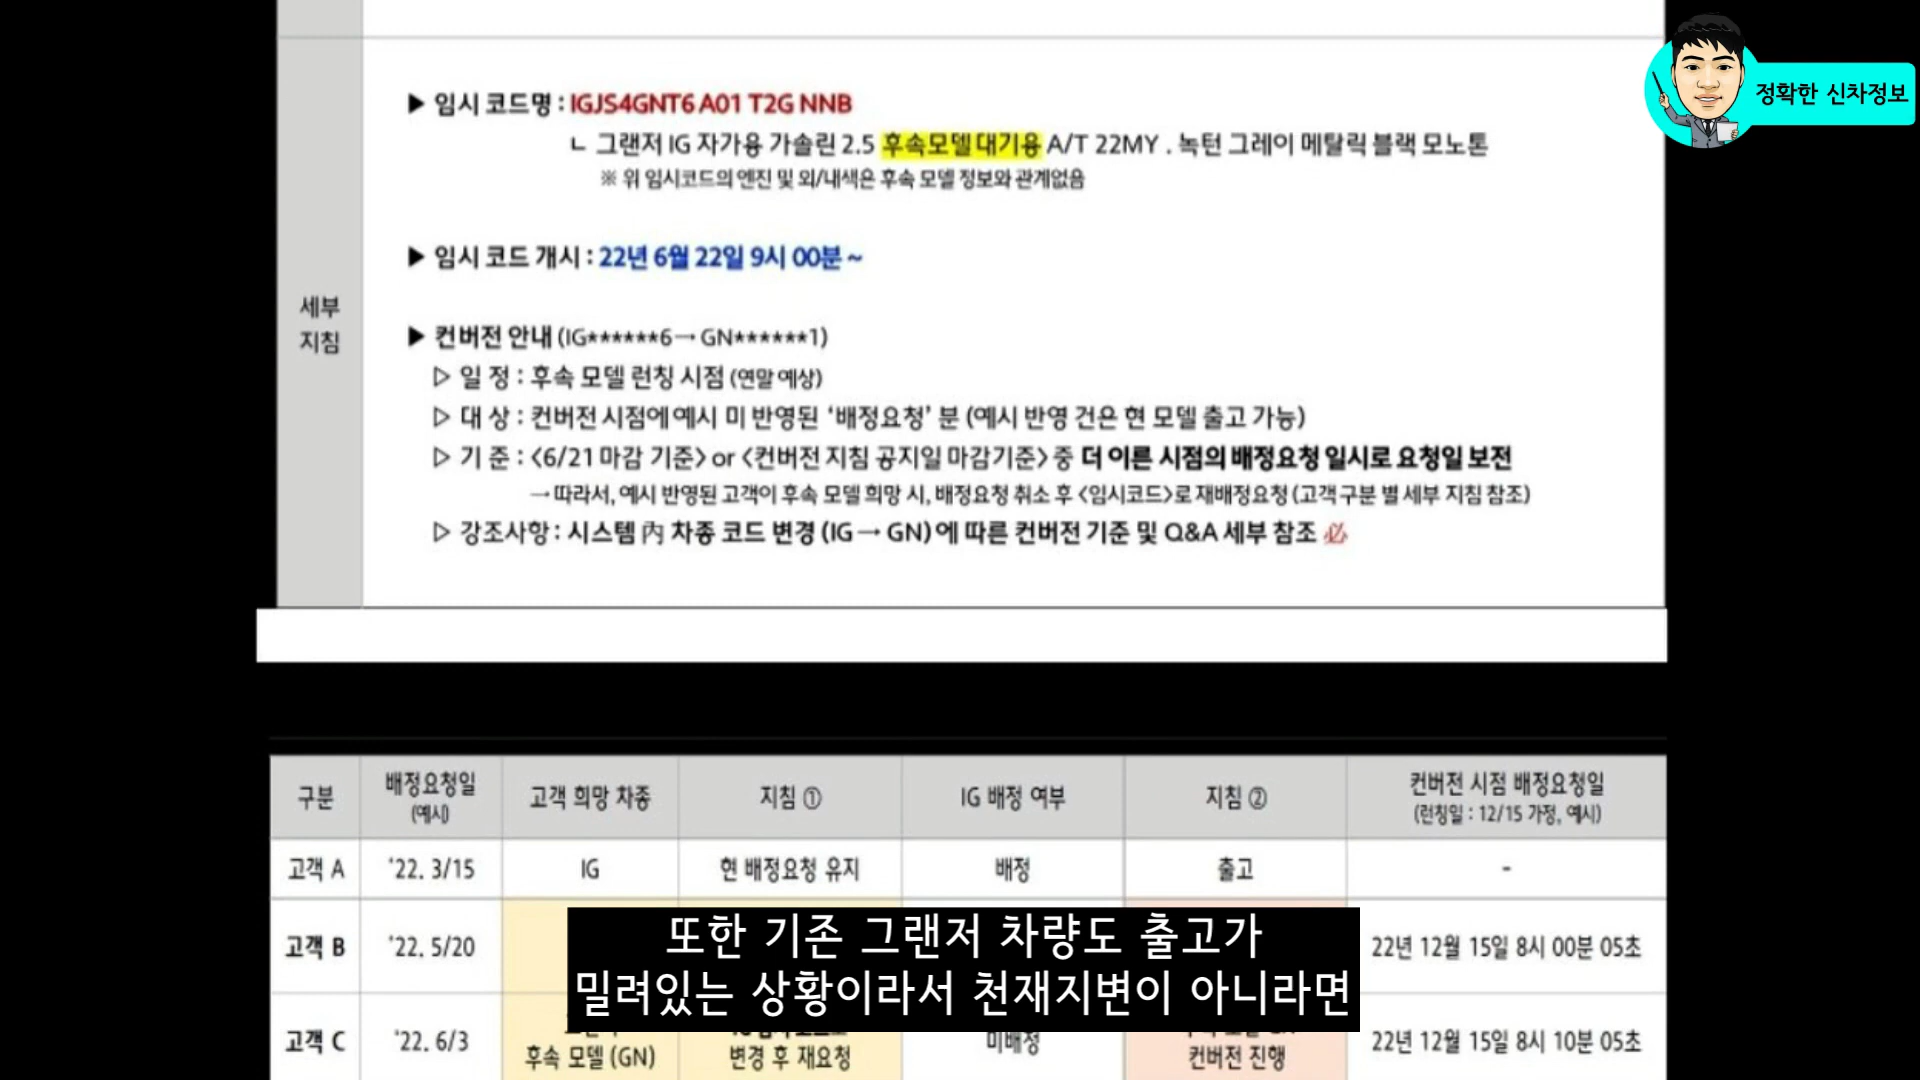 정확한 신차정보
▶ 임시 코드명 : IGJS4GNT6 A01 T2G NNB
ㄴ 그랜저 IG 자가용 가솔린 2.5 후속모델대기용 A/T 22MY . 녹턴 그레이 메탈릭 블랙 모노톤
※ 위 임시코드의 엔진 및 외/내색은 후속 모델 정보와 관계없음
▶ 임시 코드 개시 : 22년 6월 22일 9시 00분 ~
세부
지침
▶ 컨버전 안내 (IG******6→ GN******1)
▷ 일 정 : 후속 모델 런칭 시점 (연말 예상)
▷ 대 상 : 컨버전 시점에 예시 미 반영된 ‘배정요청’ 분 (예시 반영 건은 현 모델 출고 가능)
▷ 기 준 : <6/21 마감 기준> or <컨버전 지침 공지일 마감기준> 중 더 이른 시점의 배정요청 일시로 요청일 보전
→ 따라서, 예시 반영된 고객이 후속 모델 희망 시, 배정요청 취소 후 <임시코드>로 재배정요청 (고객구분 별 세부 지침 참조)
▷ 강조사항 : 시스템 內 차종 코드 변경 (IG → GN) 에 따른 컨버전 기준 및 Q&A 세부 참조 必
구분 배정요청일 (예시) 고객 희망 차종 지침 ① IG 배정 여부 지침 ② 컨버전 시점 배정요청일 (런칭일 : 12/15 가정, 예시)
고객 A ‘22. 3/15 IG 현 배정요청 유지 배정 출고 -
고객 B ‘22. 5/20 22년 12월 15일 8시 00분 05초
또한 기존 그랜저 차량도 출고가
밀려있는 상황이라서 천재지변이 아니라면
고객 C ‘22. 6/3 미배정 22년 12월 15일 8시 10분 05초
후속 모델 (GN) 변경 후 재요청 컨버전 진행